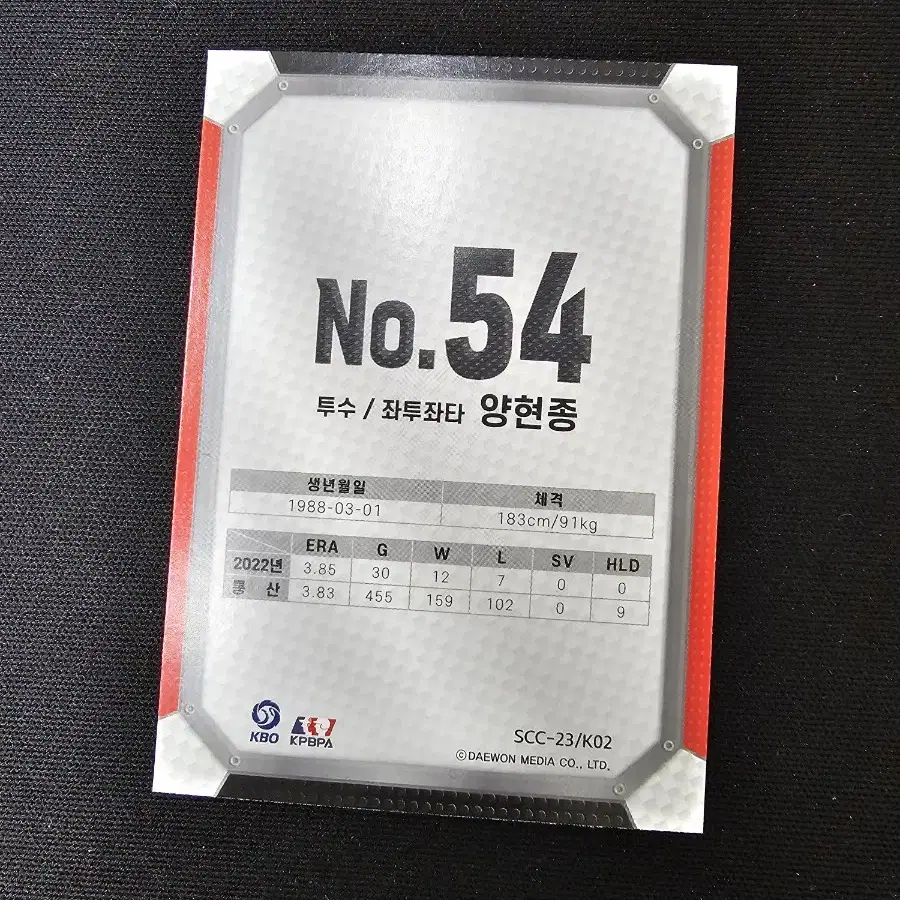 No.54
투수 / 좌투좌타 양현종
생년월일 체격
1988-03-01 183cm/91kg
ERA G W L SV HLD
2022년 3.85 30 12 7 0 0
통 산 3.83 455 159 102 0 9
KBO KPBPA SCC-23/K02
©DAEWON MEDIA CO., LTD.